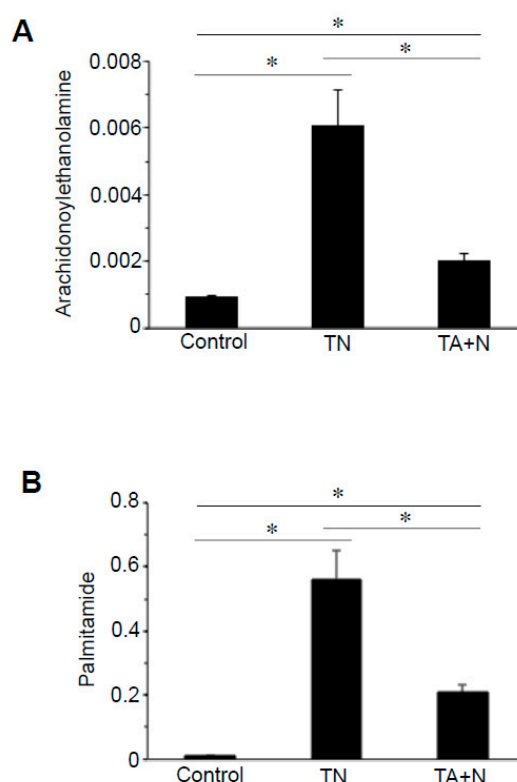 A
*
*
*
0.008
0.006
0.004
0.002
0
Arachidonoylethanolamine
Control TN TA+N
B
*
*
*
0.8
0.6
0.4
0.2
0
Palmitamide
Control TN TA+N